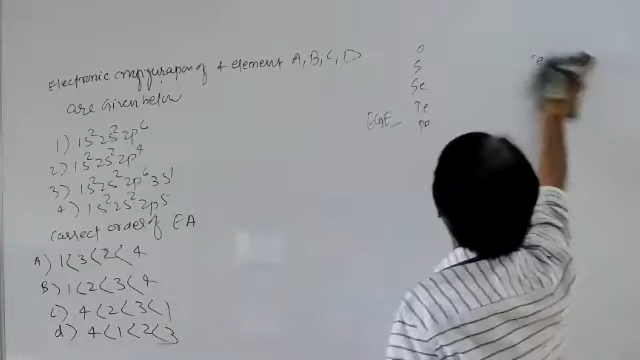 Electronic configuration of 4 element A, B, C, D
are given below
1) 1s² 2s² 2p⁶
2) 1s² 2s² 2p⁴
3) 1s² 2s² 2p⁶ 3s¹
4) 1s² 2s² 2p⁵
correct order of EA
A) 1<3<2<4
B) 1<2<3<4
C) 4<2<3<1
d) 4<1<2<3
O
S
Se
Te
Po